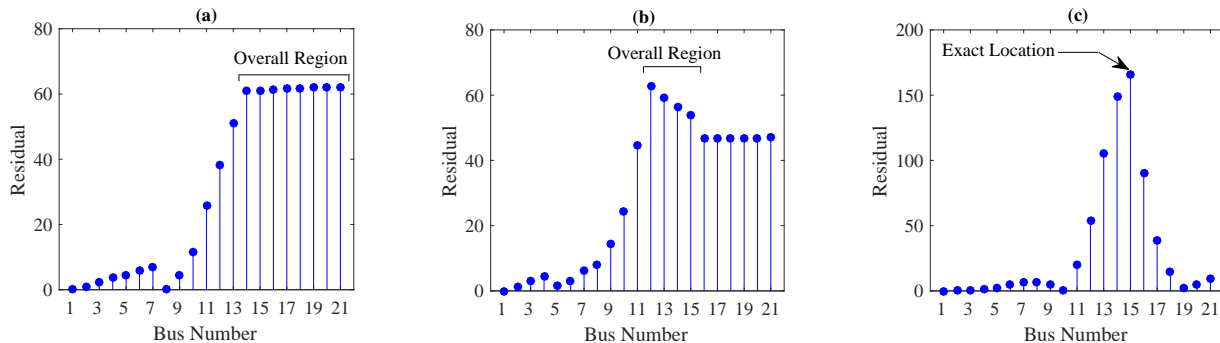 (a)
80
60
40
20
0
Residual
Overall Region
1 3 5 7 9 11 13 15 17 19 21
Bus Number
(b)
80
60
40
20
0
Residual
Overall Region
1 3 5 7 9 11 13 15 17 19 21
Bus Number
(c)
200
150
100
50
0
Residual
Exact Location
1 3 5 7 9 11 13 15 17 19 21
Bus Number